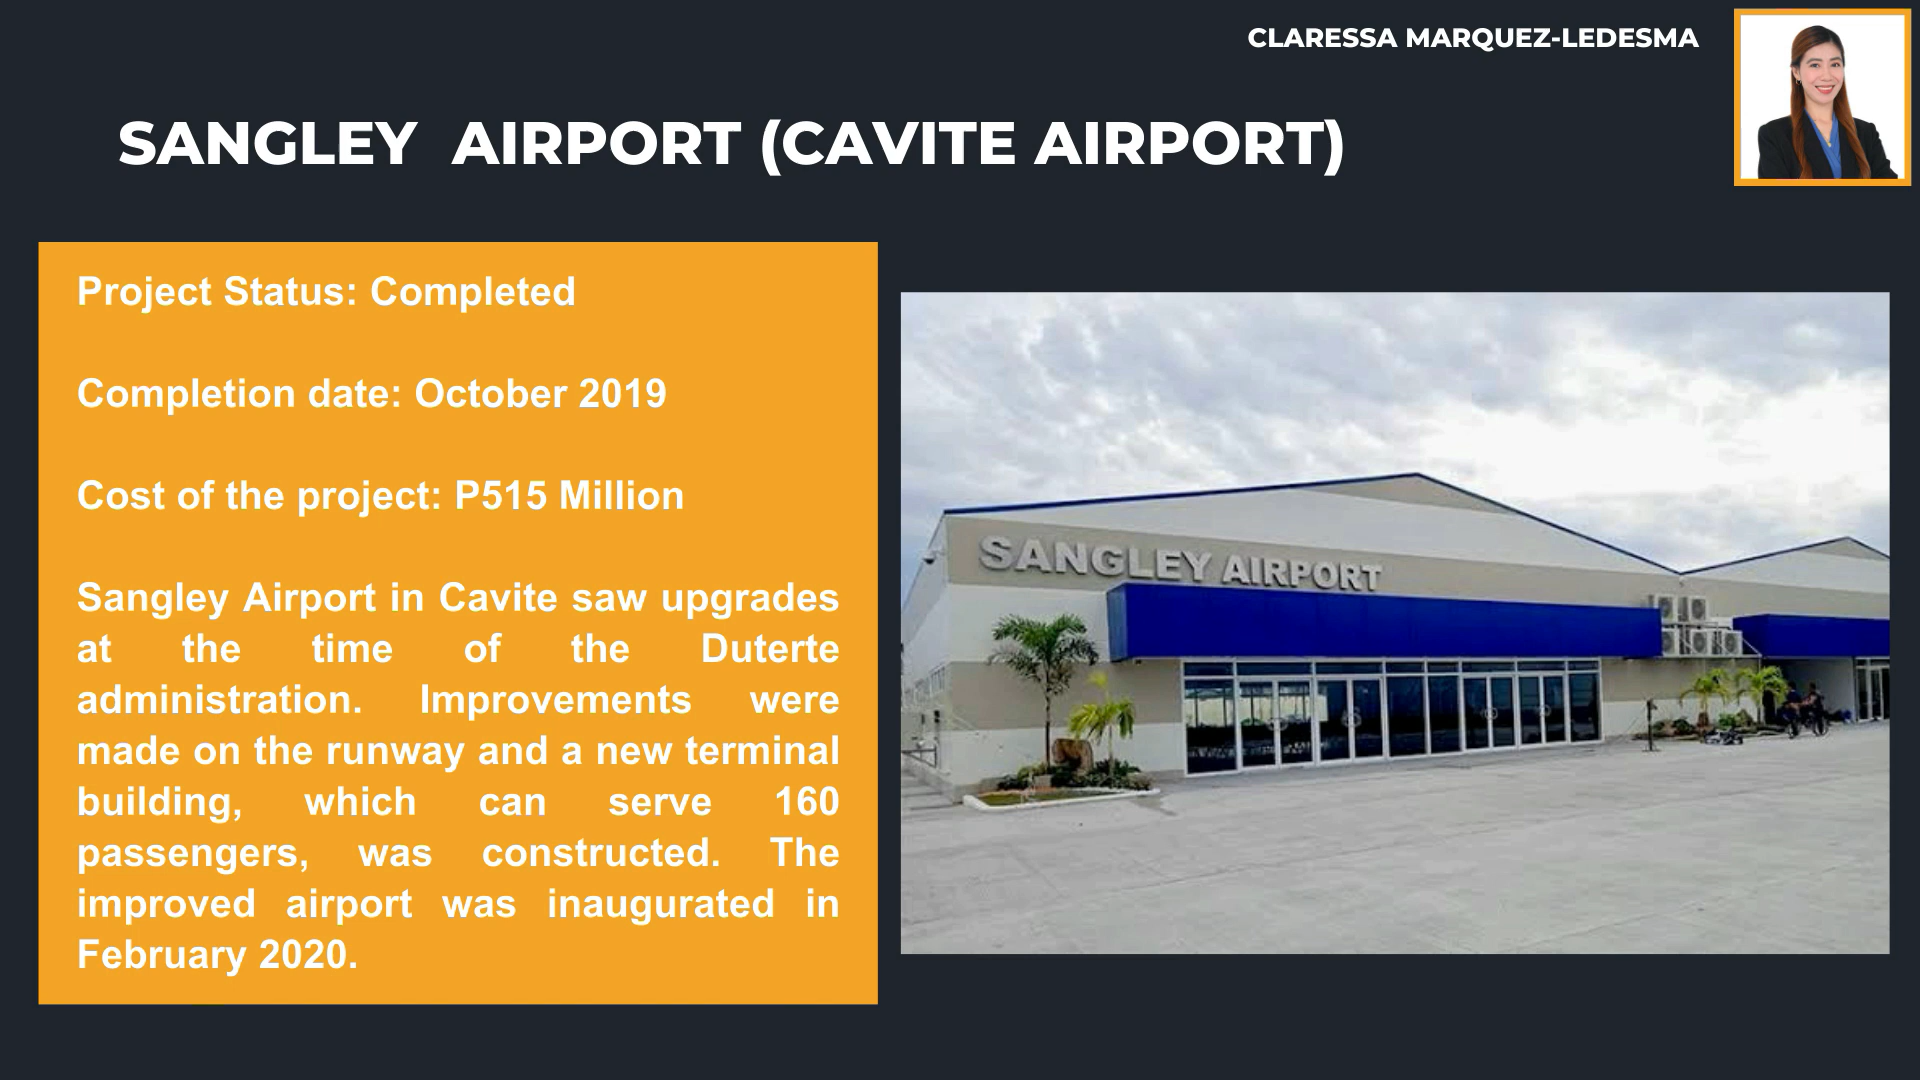 CLARESSA MARQUEZ-LEDESMA
SANGLEY AIRPORT (CAVITE AIRPORT)
Project Status: Completed
Completion date: October 2019
Cost of the project: P515 Million
Sangley Airport in Cavite saw upgrades
at the time of the Duterte
administration. Improvements were
made on the runway and a new terminal
building, which can serve 160
passengers, was constructed. The
improved airport was inaugurated in
February 2020.
SANGLEY AIRPORT